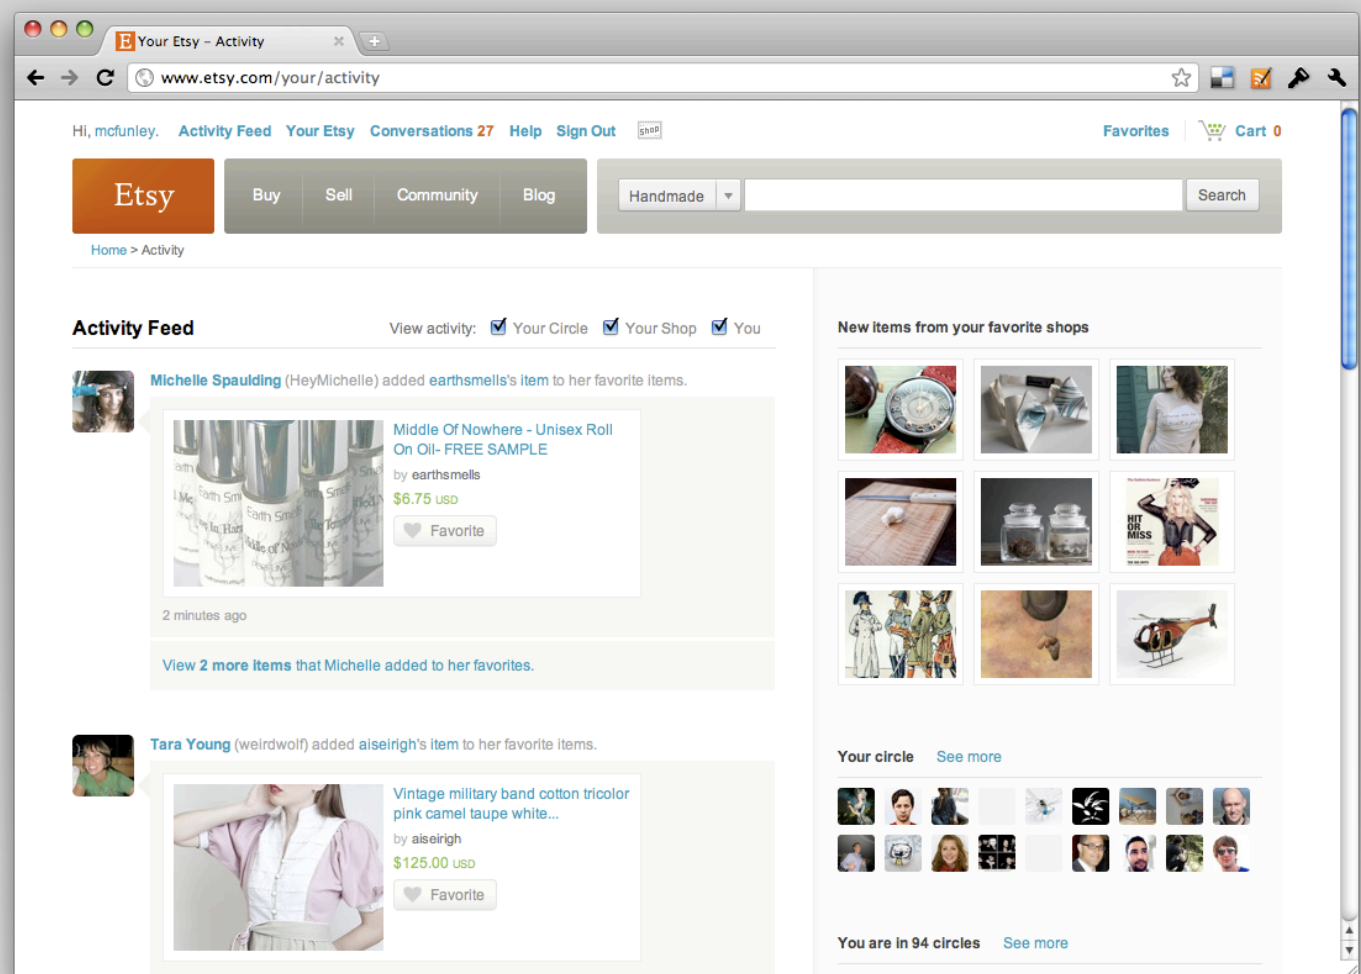 Your Etsy – Activity
www.etsy.com/your/activity
Hi, mcfunley. Activity Feed Your Etsy Conversations 27 Help Sign Out shop Favorites Cart 0
Etsy Buy Sell Community Blog Handmade Search
Home > Activity
Activity Feed View activity: Your Circle Your Shop You
Michelle Spaulding (HeyMichelle) added earthsmells's item to her favorite items.
Middle Of Nowhere - Unisex Roll
On Oil- FREE SAMPLE
by earthsmells
$6.75 USD
Favorite
Earth Smells
2 minutes ago
View 2 more items that Michelle added to her favorites.
Tara Young (weirdwolf) added aiseirigh's item to her favorite items.
Vintage military band cotton tricolor
pink camel taupe white...
by aiseirigh
$125.00 USD
Favorite
New items from your favorite shops
HIT
OR
MISS
Your circle See more
You are in 94 circles See more